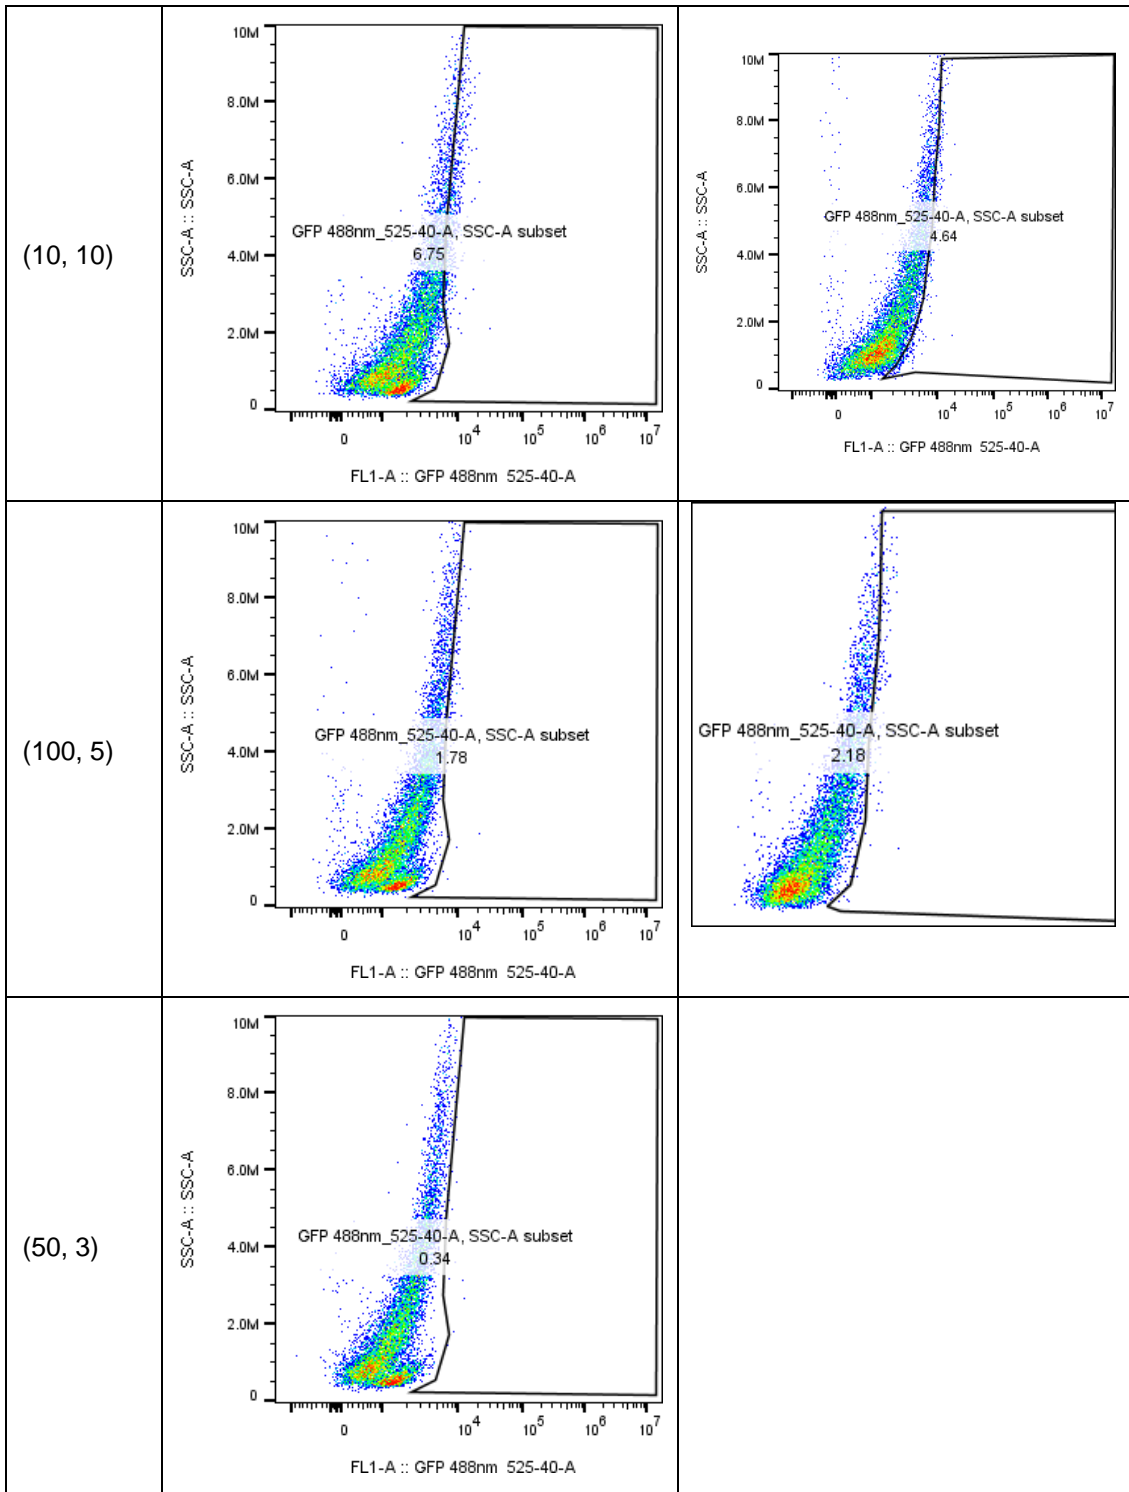 (10, 10)
10M
8.0M
6.0M
4.0M
2.0M
0
SSC-A :: SSC-A
GFP 488nm_525-40-A, SSC-A subset
6.75
0 10^4 10^5 10^6 10^7
FL1-A :: GFP 488nm 525-40-A
10M
8.0M
6.0M
4.0M
2.0M
0
SSC-A :: SSC-A
GFP 488nm_525-40-A, SSC-A subset
4.64
0 10^4 10^5 10^6 10^7
FL1-A :: GFP 488nm 525-40-A
(100, 5)
10M
8.0M
6.0M
4.0M
2.0M
0
SSC-A :: SSC-A
GFP 488nm_525-40-A, SSC-A subset
1.78
0 10^4 10^5 10^6 10^7
FL1-A :: GFP 488nm 525-40-A
GFP 488nm_525-40-A, SSC-A subset
2.18
(50, 3)
10M
8.0M
6.0M
4.0M
2.0M
0
SSC-A :: SSC-A
GFP 488nm_525-40-A, SSC-A subset
0.34
0 10^4 10^5 10^6 10^7
FL1-A :: GFP 488nm 525-40-A